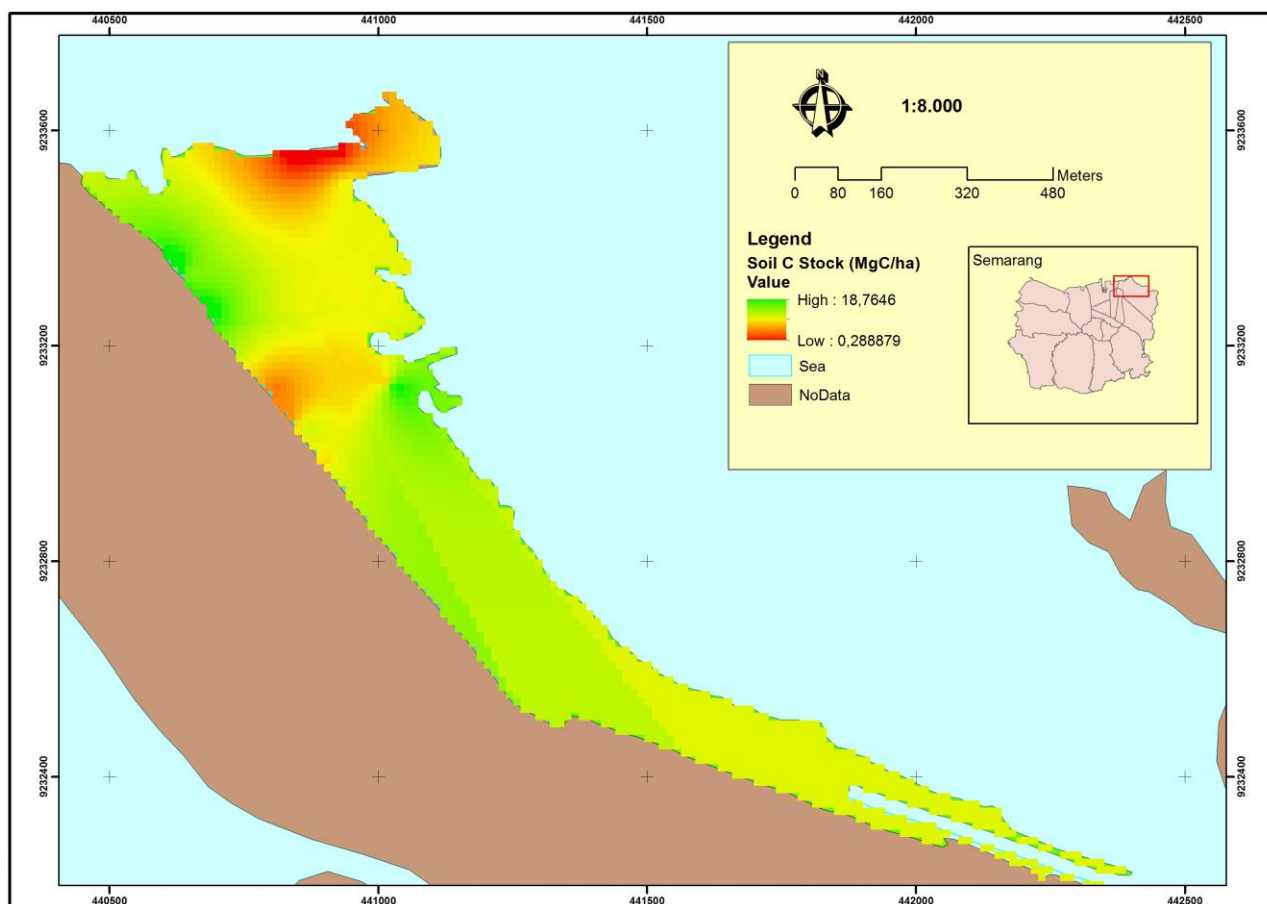 440500 441000 441500 442000 442500
N
1:8.000
9233600 9233600
0 80 160 320 480 Meters
Legend
Soil C Stock (MgC/ha)
Value
High : 18,7646
Low : 0,288879
Sea
NoData
Semarang
9233200 9233200
9232800 9232800
9232400 9232400
440500 441000 441500 442000 442500